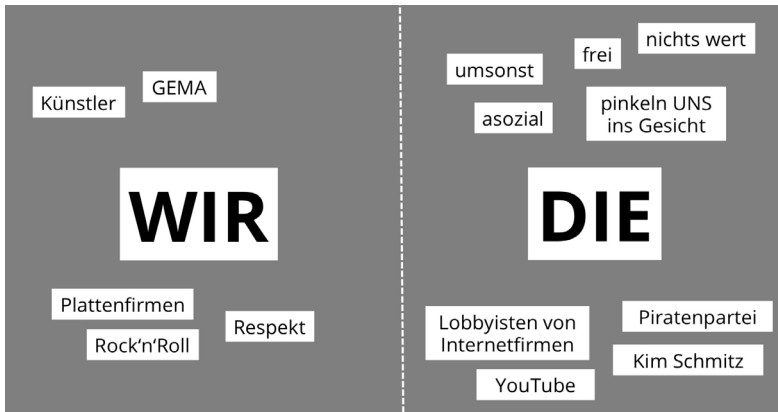 Künstler
GEMA
WIR
Plattenfirmen
Rock‘n‘Roll
Respekt
umsonst
frei
nichts wert
asozial
pinkeln UNS
ins Gesicht
DIE
Lobbyisten von
Internetfirmen
Piratenpartei
Kim Schmitz
YouTube